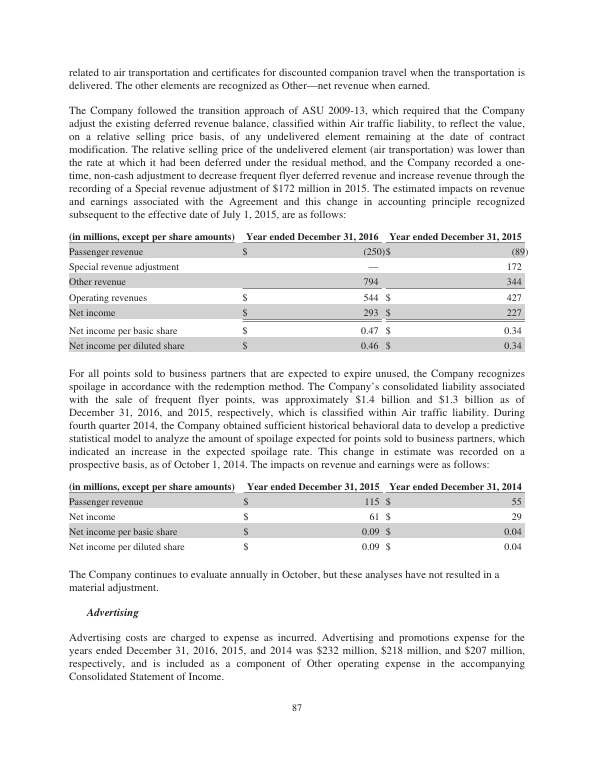 related to air transportation and certificates for discounted companion travel when the transportation is
delivered. The other elements are recognized as Other—net revenue when earned.
The Company followed the transition approach of ASU 2009-13, which required that the Company
adjust the existing deferred revenue balance, classified within Air traffic liability, to reflect the value,
on a relative selling price basis, of any undelivered element remaining at the date of contract
modification. The relative selling price of the undelivered element (air transportation) was lower than
the rate at which it had been deferred under the residual method, and the Company recorded a one-
time, non-cash adjustment to decrease frequent flyer deferred revenue and increase revenue through the
recording of a Special revenue adjustment of $172 million in 2015. The estimated impacts on revenue
and earnings associated with the Agreement and this change in accounting principle recognized
subsequent to the effective date of July 1, 2015, are as follows:
(in millions, except per share amounts) Year ended December 31, 2016 Year ended December 31, 2015
Passenger revenue $ (250) $ (89)
Special revenue adjustment — 172
Other revenue 794 344
Operating revenues $ 544 $ 427
Net income $ 293 $ 227
Net income per basic share $ 0.47 $ 0.34
Net income per diluted share $ 0.46 $ 0.34
For all points sold to business partners that are expected to expire unused, the Company recognizes
spoilage in accordance with the redemption method. The Company's consolidated liability associated
with the sale of frequent flyer points, was approximately $1.4 billion and $1.3 billion as of
December 31, 2016, and 2015, respectively, which is classified within Air traffic liability. During
fourth quarter 2014, the Company obtained sufficient historical behavioral data to develop a predictive
statistical model to analyze the amount of spoilage expected for points sold to business partners, which
indicated an increase in the expected spoilage rate. This change in estimate was recorded on a
prospective basis, as of October 1, 2014. The impacts on revenue and earnings were as follows:
(in millions, except per share amounts) Year ended December 31, 2015 Year ended December 31, 2014
Passenger revenue $ 115 $ 55
Net income $ 61 $ 29
Net income per basic share $ 0.09 $ 0.04
Net income per diluted share $ 0.09 $ 0.04
The Company continues to evaluate annually in October, but these analyses have not resulted in a
material adjustment.
Advertising
Advertising costs are charged to expense as incurred. Advertising and promotions expense for the
years ended December 31, 2016, 2015, and 2014 was $232 million, $218 million, and $207 million,
respectively, and is included as a component of Other operating expense in the accompanying
Consolidated Statement of Income.
87